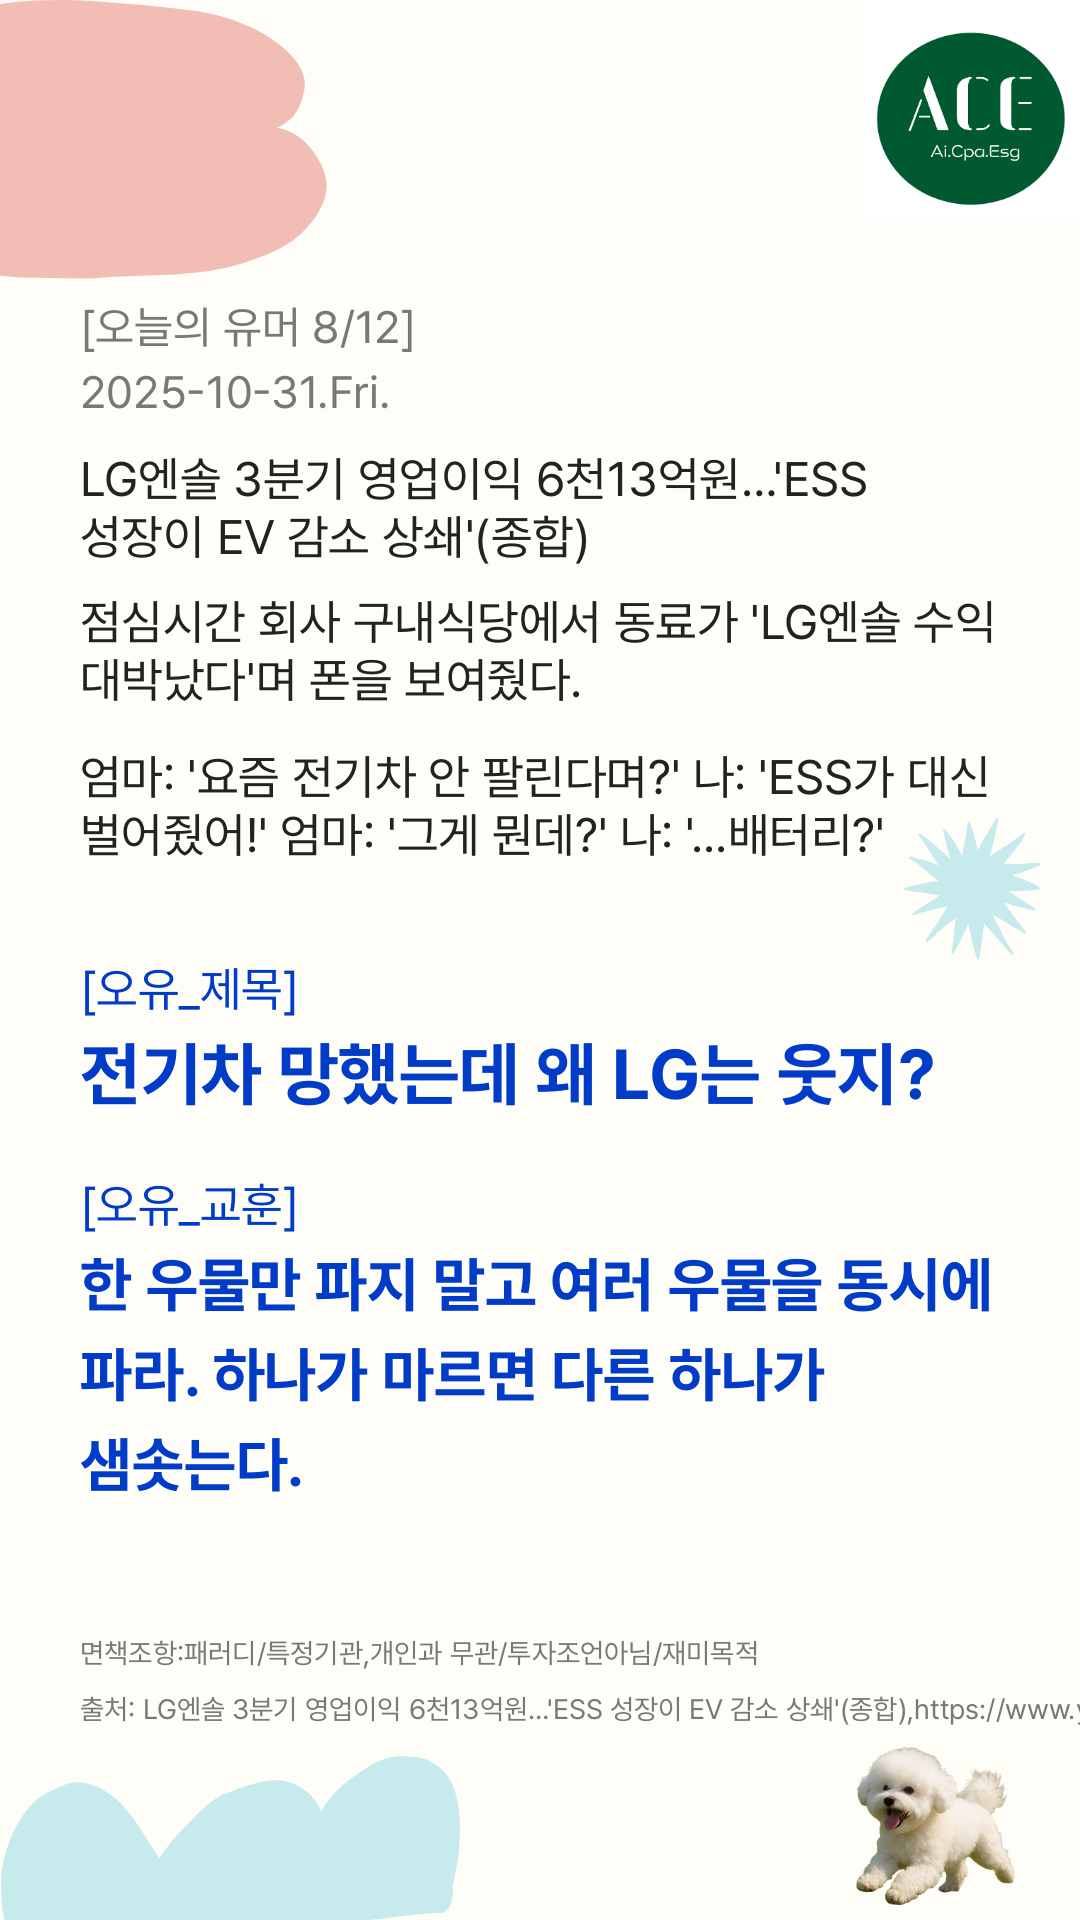 ACE
Ai.Cpa.Esg
[오늘의 유머 8/12]
2025-10-31.Fri.
LG엔솔 3분기 영업이익 6천13억원…'ESS
성장이 EV 감소 상쇄'(종합)
점심시간 회사 구내식당에서 동료가 'LG엔솔 수익
대박났다'며 폰을 보여줬다.
엄마: '요즘 전기차 안 팔린다며?' 나: 'ESS가 대신
벌어줬어!' 엄마: '그게 뭔데?' 나: '...배터리?'
[오유_제목]
전기차 망했는데 왜 LG는 웃지?
[오유_교훈]
한 우물만 파지 말고 여러 우물을 동시에
파라. 하나가 마르면 다른 하나가
샘솟는다.
면책조항:패러디/특정기관,개인과 무관/투자조언아님/재미목적
출처: LG엔솔 3분기 영업이익 6천13억원…'ESS 성장이 EV 감소 상쇄'(종합),https://www.